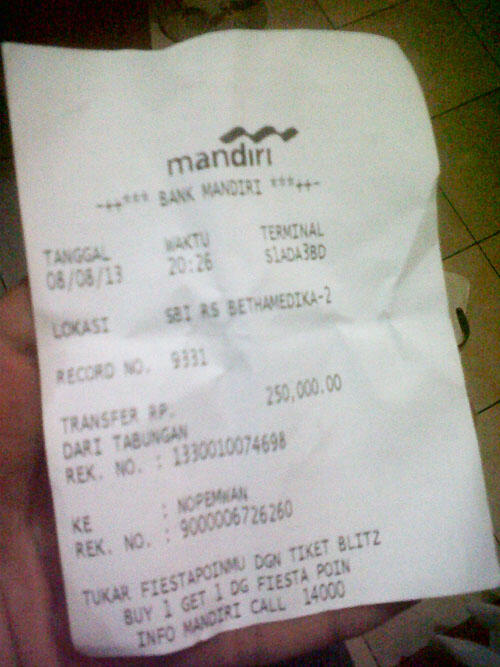 mandiri
-++*** BANK MANDIRI ***++-
TANGGAL WAKTU TERMINAL
08/08/13 20:26 S1ADA3BD
LOKASI SBI RS BETHAMEDIKA-2
RECORD NO. 9331
TRANSFER RP. 250,000.00
DARI TABUNGAN
REK. NO. : 1330010074698
KE : NOPEMWAN
REK. NO. : 9000006726260
TUKAR FIESTAPOINMU DGN TIKET BLITZ
BUY 1 GET 1 DG FIESTA POIN
INFO MANDIRI CALL 14000